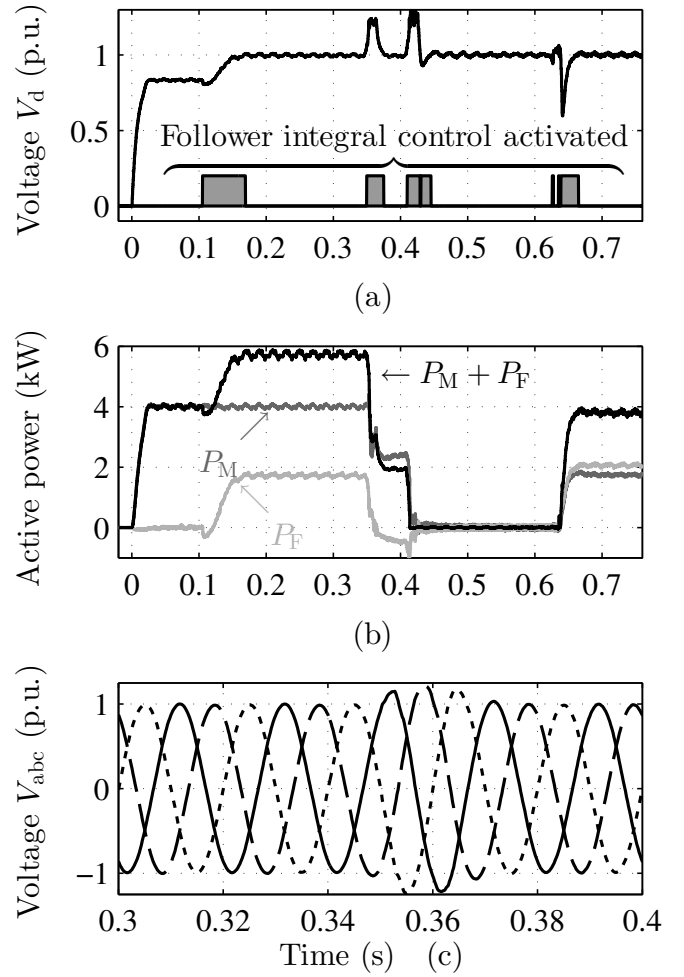 Voltage V_d (p.u.)
1
0.5
0
Follower integral control activated
0 0.1 0.2 0.3 0.4 0.5 0.6 0.7
(a)
Active power (kW)
6
4
2
0
← P_M + P_F
P_M
P_F
0 0.1 0.2 0.3 0.4 0.5 0.6 0.7
(b)
Voltage V_abc (p.u.)
1
0
−1
0.3 0.32 0.34 0.36 0.38 0.4
Time (s) (c)